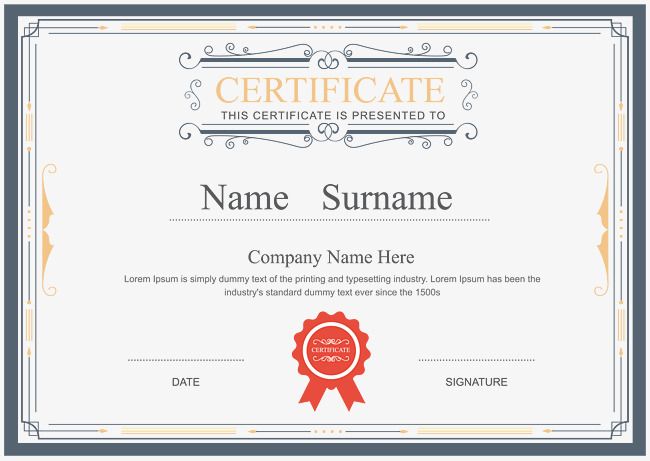 CERTIFICATE
THIS CERTIFICATE IS PRESENTED TO
Name Surname
Company Name Here
Lorem Ipsum is simply dummy text of the printing and typesetting industry. Lorem Ipsum has been the
industry's standard dummy text ever since the 1500s
CERTIFICATE
DATE
SIGNATURE